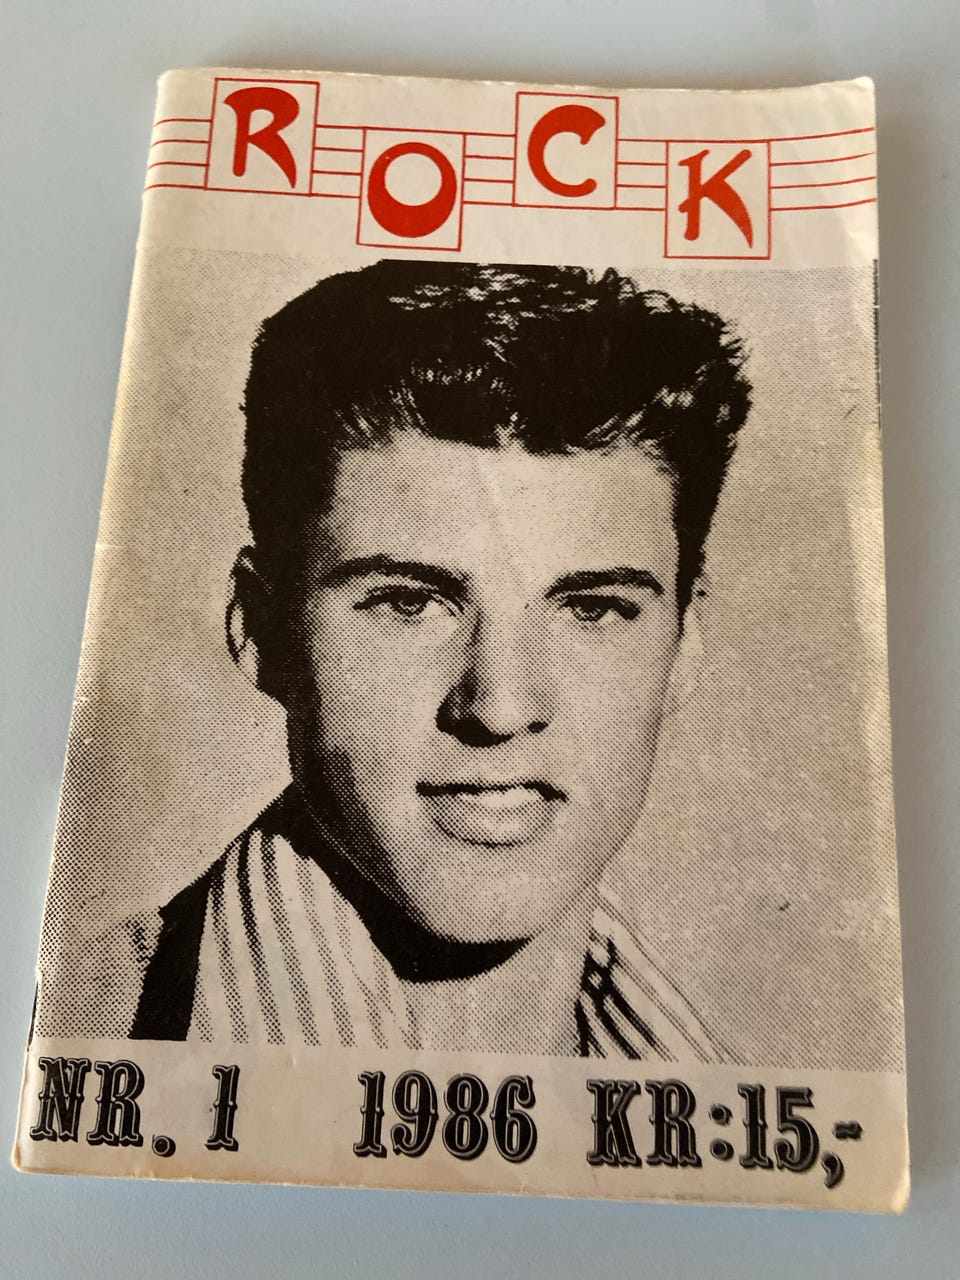 ROCK
NR. 1 1986 KR:15,-